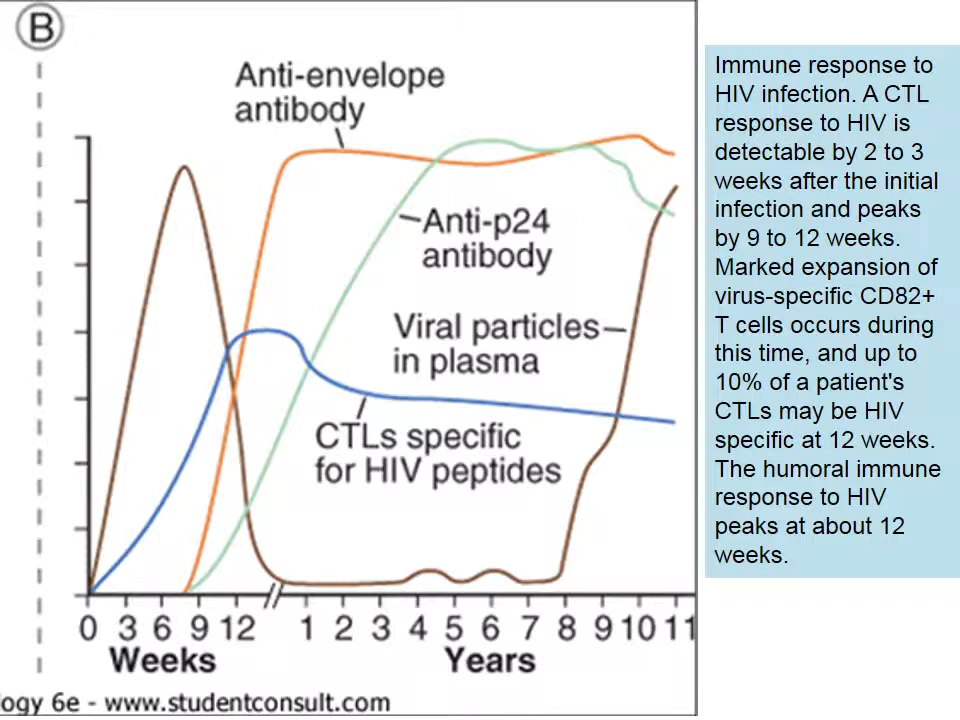 B
Anti-envelope
antibody
Anti-p24
antibody
Viral particles
in plasma
CTLs specific
for HIV peptides
0 3 6 9 12 1 2 3 4 5 6 7 8 9 10 11
Weeks Years
logy 6e - www.studentconsult.com
Immune response to
HIV infection. A CTL
response to HIV is
detectable by 2 to 3
weeks after the initial
infection and peaks
by 9 to 12 weeks.
Marked expansion of
virus-specific CD82+
T cells occurs during
this time, and up to
10% of a patient's
CTLs may be HIV
specific at 12 weeks.
The humoral immune
response to HIV
peaks at about 12
weeks.